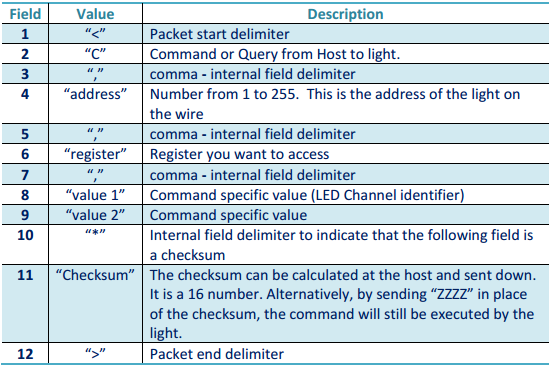 Field Value Description
1 “<” Packet start delimiter
2 “C” Command or Query from Host to light.
3 “,” comma - internal field delimiter
4 “address” Number from 1 to 255.  This is the address of the light on
the wire
5 “,” comma - internal field delimiter
6 “register” Register you want to access
7 “,” comma - internal field delimiter
8 “value 1” Command specific value (LED Channel identifier)
9 “value 2” Command specific value
10 “*” Internal field delimiter to indicate that the following field is
a checksum
11 “Checksum” The checksum can be calculated at the host and sent down.
It is a 16 number. Alternatively, by sending “ZZZZ” in place
of the checksum, the command will still be executed by the
light.
12 “>” Packet end delimiter